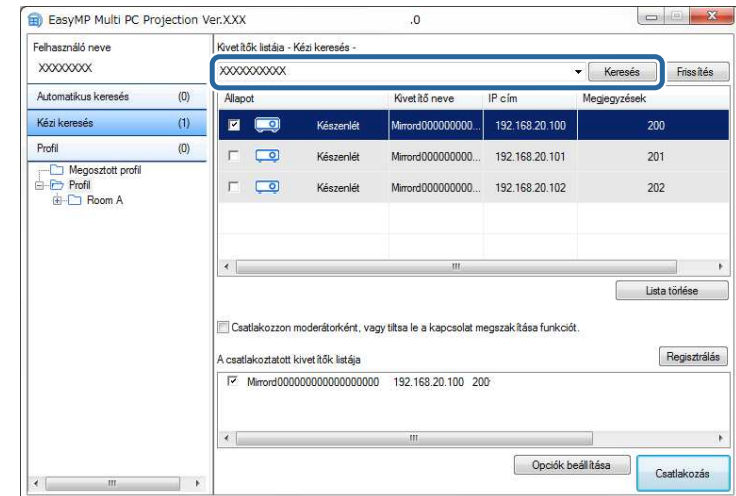 EasyMP Multi PC Projection Ver.X.XX .0
Felhasználó neve
XXXXXXXX
Automatikus keresés (0)
Kézi keresés (1)
Profil (0)
Megosztott profil
Profil
Room A
Kivetítők listája - Kézi keresés -
XXXXXXXXXX Keresés Frissítés
Állapot Kivetítő neve IP cím Megjegyzések
Készenlét Mirrord000000000... 192.168.20.100 200
Készenlét Mirrord000000000... 192.168.20.101 201
Készenlét Mirrord000000000... 192.168.20.102 202
Lista törlése
Csatlakozzon moderátorként, vagy tiltsa le a kapcsolat megszakítása funkciót.
A csatlakoztatott kivetítők listája Regisztrálás
Mirrord000000000000000000 192.168.20.100 200
Opciók beállítása Csatlakozás